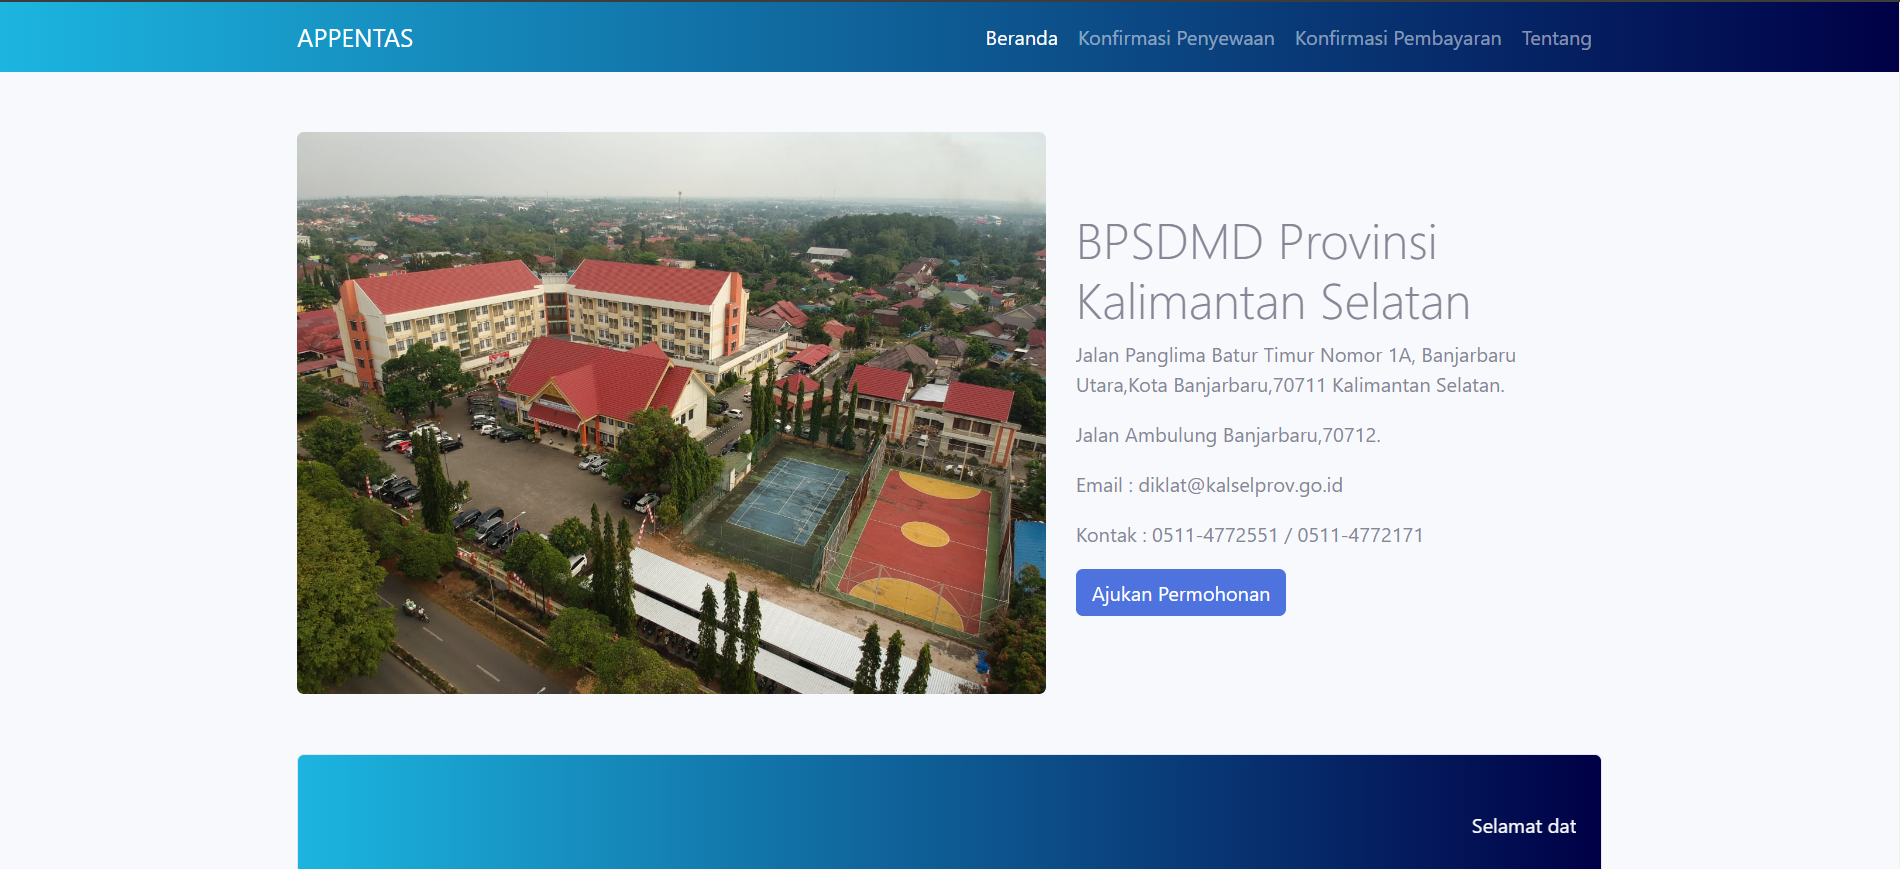 APPENTAS
Beranda Konfirmasi Penyewaan Konfirmasi Pembayaran Tentang
BPSDMD Provinsi
Kalimantan Selatan
Jalan Panglima Batur Timur Nomor 1A, Banjarbaru
Utara,Kota Banjarbaru,70711 Kalimantan Selatan.
Jalan Ambulung Banjarbaru,70712.
Email : diklat@kalselprov.go.id
Kontak : 0511-4772551 / 0511-4772171
Ajukan Permohonan
Selamat dat